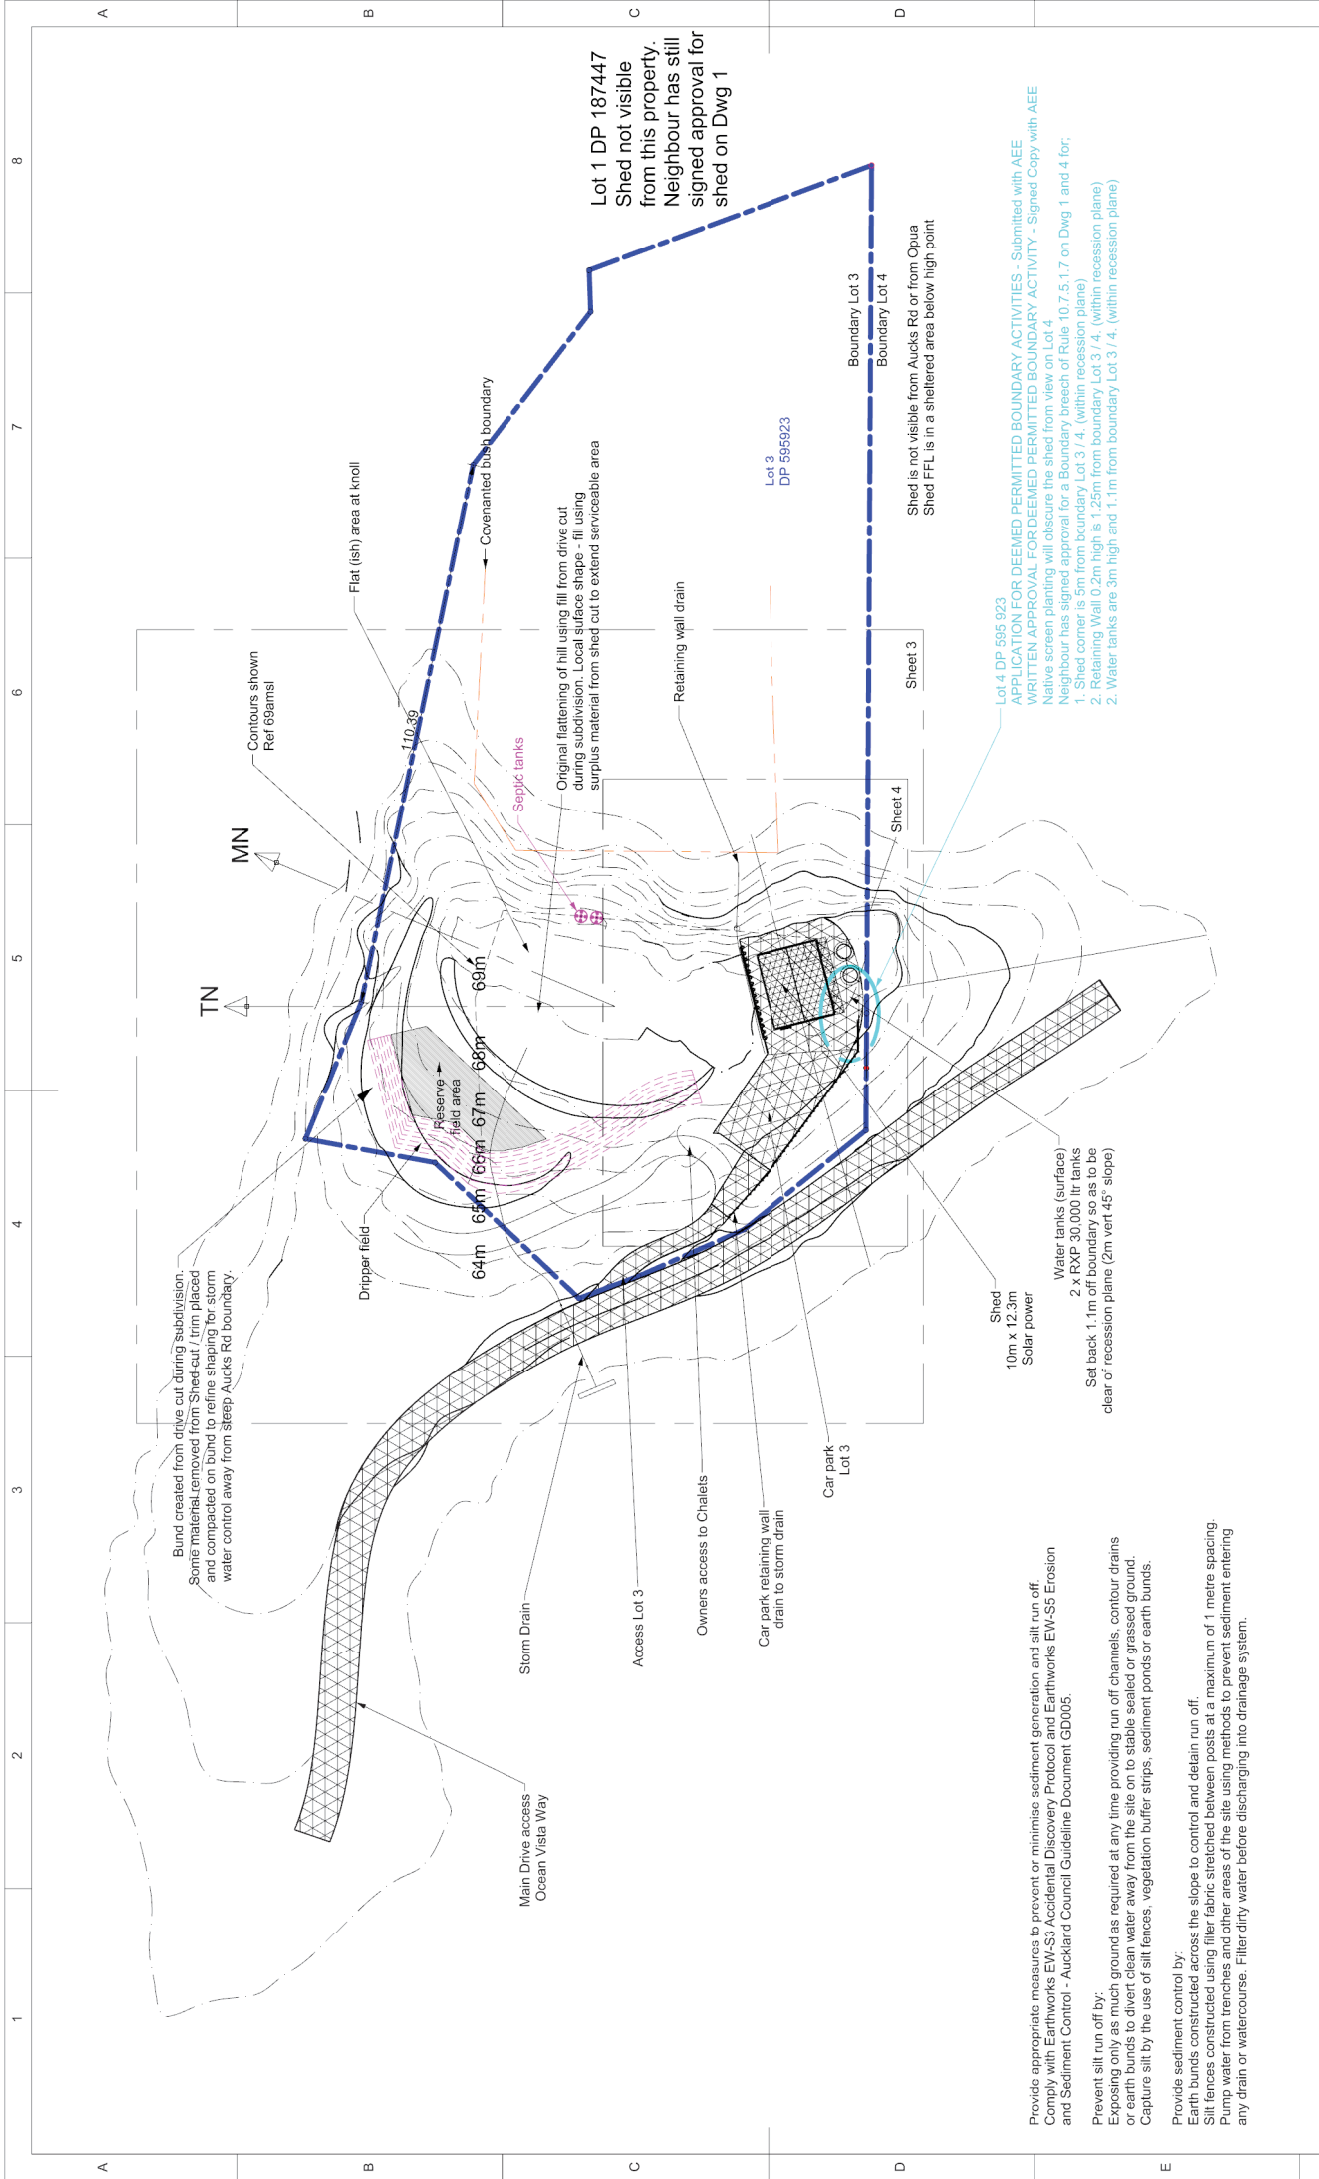 1
2
3
4
5
6
7
8
A
B
C
D
A
B
C
D
E
Bund created from drive cut during subdivision.
Some material removed from Shed cut / trim placed
and compacted on bund to refine shaping for storm
water control away from steep Aucks Rd boundary.
TN
MN
Contours shown
Ref 69amsl
Flat (ish) area at knoll
110.39
Covenanted bush boundary
Original flattening of hill using fill from drive cut
during subdivision. Local suface shape - fill using
surplus material from shed cut to extend serviceable area
Septic tanks
Dripper field
Reserve
field area
64m
65m
66m
67m
68m
69m
Retaining wall drain
Lot 1 DP 187447
Shed not visible
from this property.
Neighbour has still
signed approval for
shed on Dwg 1
Lot 3
DP 595923
Boundary Lot 3
Boundary Lot 4
Sheet 3
Sheet 4
Shed is not visible from Aucks Rd or from Opua
Shed FFL is in a sheltered area below high point
Main Drive access
Ocean Vista Way
Storm Drain
Access Lot 3
Owners access to Chalets
Car park retaining wall
drain to storm drain
Car park
Lot 3
Shed
10m x 12.3m
Solar power
Water tanks (surface)
2 x RXP 30,000 ltr tanks
Set back 1.1m off boundary so as to be
clear of recession plane (2m vert 45° slope)
Lot 4 DP 595 923
APPLICATION FOR DEEMED PERMITTED BOUNDARY ACTIVITIES - Submitted with AEE
WRITTEN APPROVAL FOR DEEMED PERMITTED BOUNDARY ACTIVITY - Signed Copy with AEE
Native screen planting will obscure the shed from view on Lot 4
Neighbour has signed approval for a Boundary breech of Rule 10.7.5.1.7 on Dwg 1 and 4 for;
1. Shed corner is 5m from boundary Lot 3 / 4. (within recession plane)
2. Retaining Wall 0.2m high is 1.25m from boundary Lot 3 / 4. (within recession plane)
2. Water tanks are 3m high and 1.1m from boundary Lot 3 / 4. (within recession plane)
Provide appropriate measures to prevent or minimise sediment generation and silt run off.
Comply with Earthworks EW-S3 Accidental Discovery Protocol and Earthworks EW-S5 Erosion
and Sediment Control - Auckland Council Guideline Document GD005.
Prevent silt run off by:
Exposing only as much ground as required at any time providing run off channels, contour drains
or earth bunds to divert clean water away from the site on to stable sealed or grassed ground.
Capture silt by the use of silt fences, vegetation buffer strips, sediment ponds or earth bunds.
Provide sediment control by:
Earth bunds constructed across the slope to control and detain run off.
Silt fences constructed using filter fabric stretched between posts at a maximum of 1 metre spacing.
Pump water from trenches and other areas of the site using methods to prevent sediment entering
any drain or watercourse. Filter dirty water before discharging into drainage system.